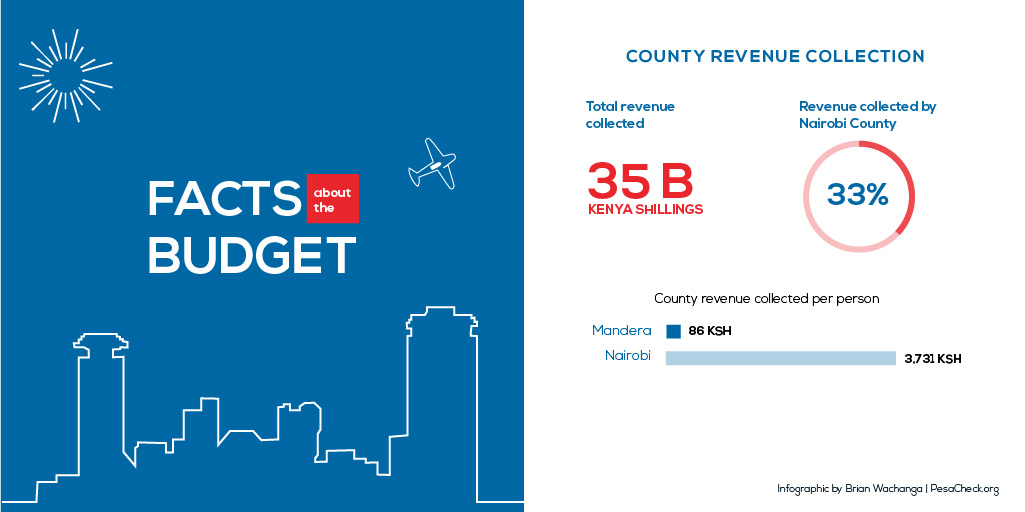 FACTS about
the
BUDGET
COUNTY REVENUE COLLECTION
Total revenue
collected
35 B
KENYA SHILLINGS
Revenue collected by
Nairobi County
33%
County revenue collected per person
Mandera 86 KSH
Nairobi 3,731 KSH
Infographic by Brian Wachanga | PesaCheck.org